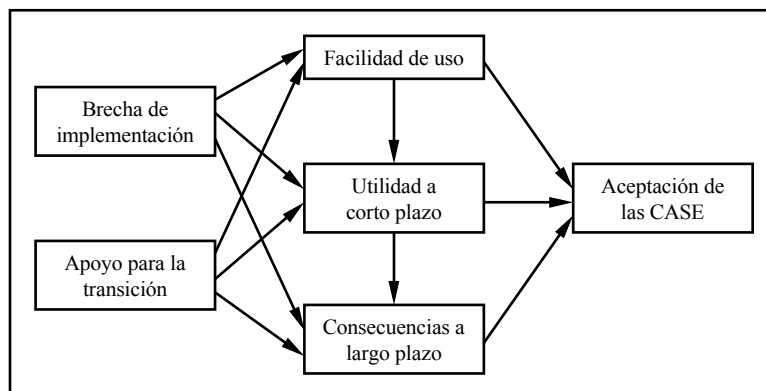 Facilidad de uso
Brecha de
implementación
Utilidad a
corto plazo
Aceptación de
las CASE
Apoyo para la
transición
Consecuencias a
largo plazo